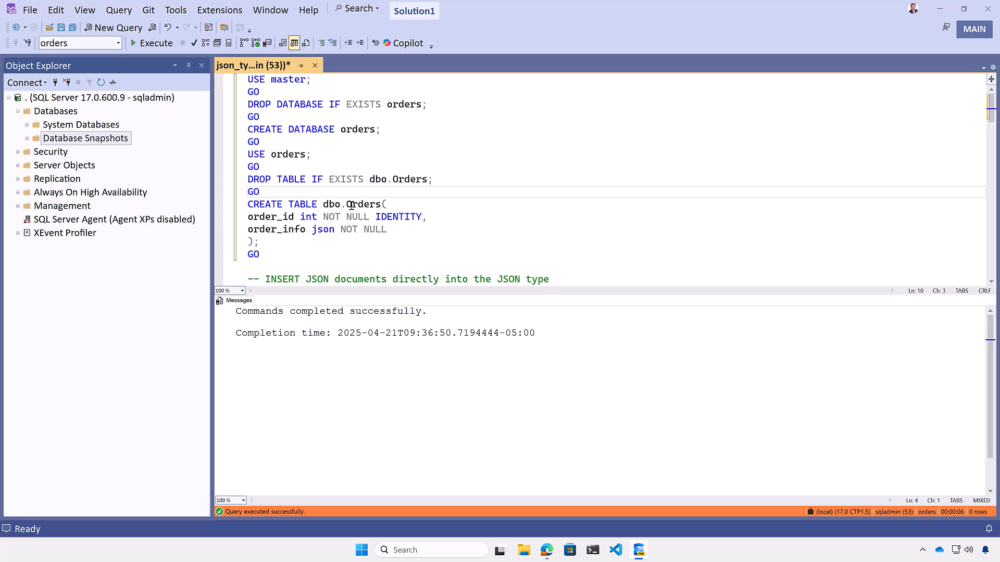 File Edit View Query Git Tools Extensions Window Help Search Solution1
New Query
MAIN
orders Execute Copilot
Object Explorer
Connect
. (SQL Server 17.0.600.9 - sqladmin)
Databases
System Databases
Database Snapshots
Security
Server Objects
Replication
Always On High Availability
Management
SQL Server Agent (Agent XPs disabled)
XEvent Profiler
json_ty...in (53))*
USE master;
GO
DROP DATABASE IF EXISTS orders;
GO
CREATE DATABASE orders;
GO
USE orders;
GO
DROP TABLE IF EXISTS dbo.Orders;
GO
CREATE TABLE dbo.Orders(
order_id int NOT NULL IDENTITY,
order_info json NOT NULL
);
GO
-- INSERT JSON documents directly into the JSON type
100 % Ln: 10 Ch: 3 TABS CRLF
Messages
Commands completed successfully.
Completion time: 2025-04-21T09:36:50.7194444-05:00
100 % Ln: 4 Ch: 1 TABS MIXED
Query executed successfully. (local) (17.0 CTP1.5) sqladmin (53) orders 00:00:06 0 rows
Ready
Search